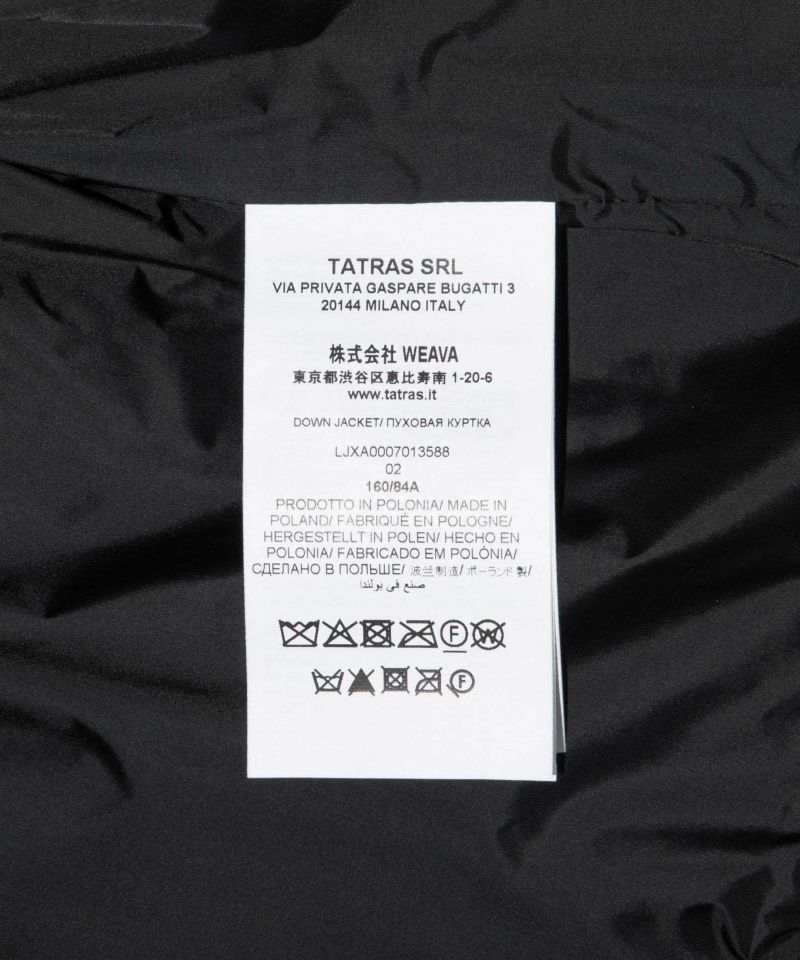 TATRAS SRL
VIA PRIVATA GASPARE BUGATTI 3
20144 MILANO ITALY
株式会社 WEAVA
東京都渋谷区恵比寿南 1-20-6
www.tatras.it
DOWN JACKET/ ПУХОВАЯ КУРТКА
LJXA0007013588
02
160/84A
PRODOTTO IN POLONIA/ MADE IN
POLAND/ FABRIQUÉ EN POLOGNE/
HERGESTELLT IN POLEN/ HECHO EN
POLONIA/ FABRICADO EM POLÓNIA/
СДЕЛАНО В ПОЛЬШЕ/ 波兰制造/ ポーランド 製/
صنع في بولندا
F W
F